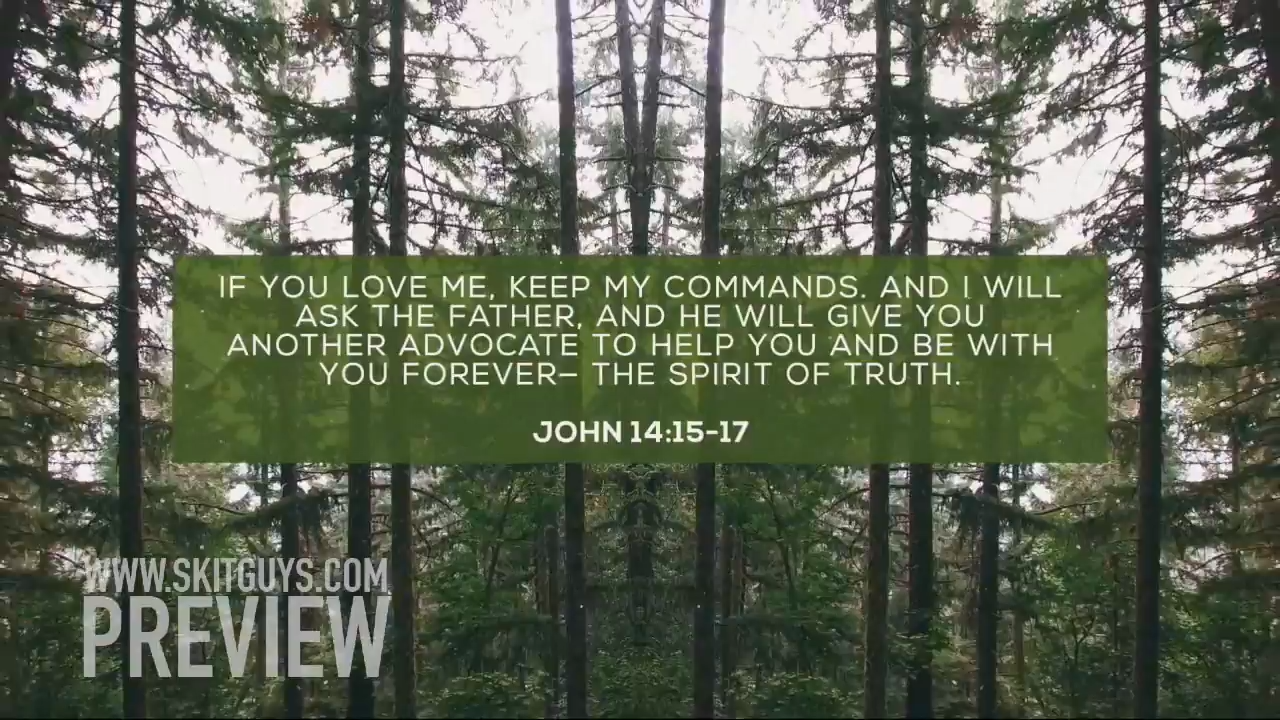 IF YOU LOVE ME, KEEP MY COMMANDS. AND I WILL
ASK THE FATHER, AND HE WILL GIVE YOU
ANOTHER ADVOCATE TO HELP YOU AND BE WITH
YOU FOREVER– THE SPIRIT OF TRUTH.
JOHN 14:15-17
WWW.SKITGUYS.COM
PREVIEW